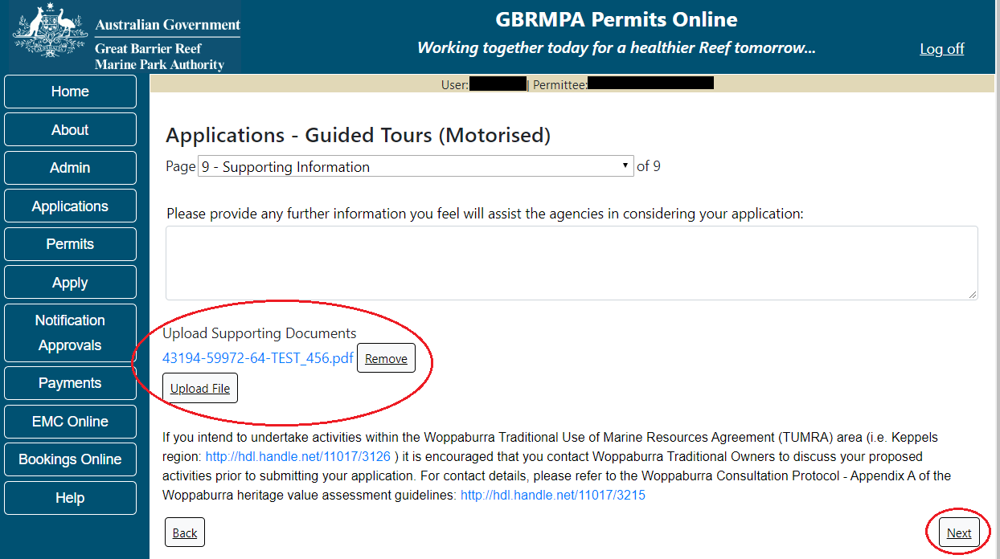 Australian Government
Great Barrier Reef
Marine Park Authority
GBRMPA Permits Online
Working together today for a healthier Reef tomorrow...
Log off
Home
About
Admin
Applications
Permits
Apply
Notification
Approvals
Payments
EMC Online
Bookings Online
Help
User: | Permittee:
Applications - Guided Tours (Motorised)
Page 9 - Supporting Information of 9
Please provide any further information you feel will assist the agencies in considering your application:
Upload Supporting Documents
43194-59972-64-TEST_456.pdf Remove
Upload File
If you intend to undertake activities within the Woppaburra Traditional Use of Marine Resources Agreement (TUMRA) area (i.e. Keppels
region: http://hdl.handle.net/11017/3126 ) it is encouraged that you contact Woppaburra Traditional Owners to discuss your proposed
activities prior to submitting your application. For contact details, please refer to the Woppaburra Consultation Protocol - Appendix A of the
Woppaburra heritage value assessment guidelines: http://hdl.handle.net/11017/3215
Back Next